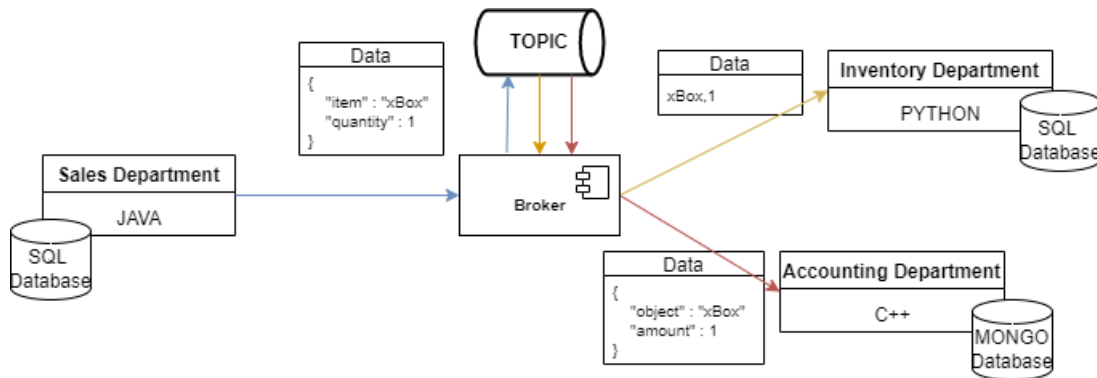 TOPIC
Data
{
"item" : "xBox"
"quantity" : 1
}
Data
xBox,1
Inventory Department
PYTHON
SQL
Database
Sales Department
JAVA
SQL
Database
Broker
Data
{
"object" : "xBox"
"amount" : 1
}
Accounting Department
C++
MONGO
Database